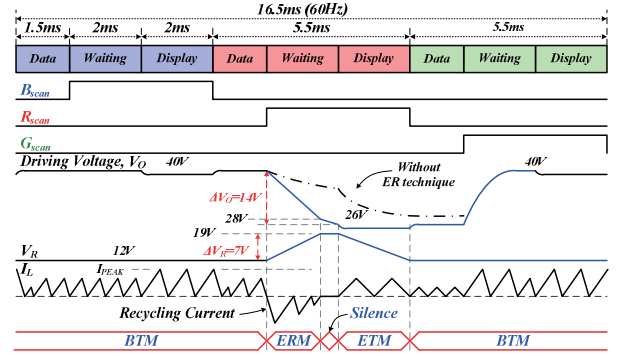 16.5ms (60Hz)
1.5ms 2ms 2ms 5.5ms 5.5ms
Data Waiting Display Data Waiting Display Data Waiting Display
Bscan
Rscan
Gscan
Driving Voltage, VO 40V 40V
Without
ER technique
ΔVO=14V
28V 26V
19V
VR 12V ΔVR=7V
IL IPEAK
Recycling Current Silence
BTM ERM ETM BTM